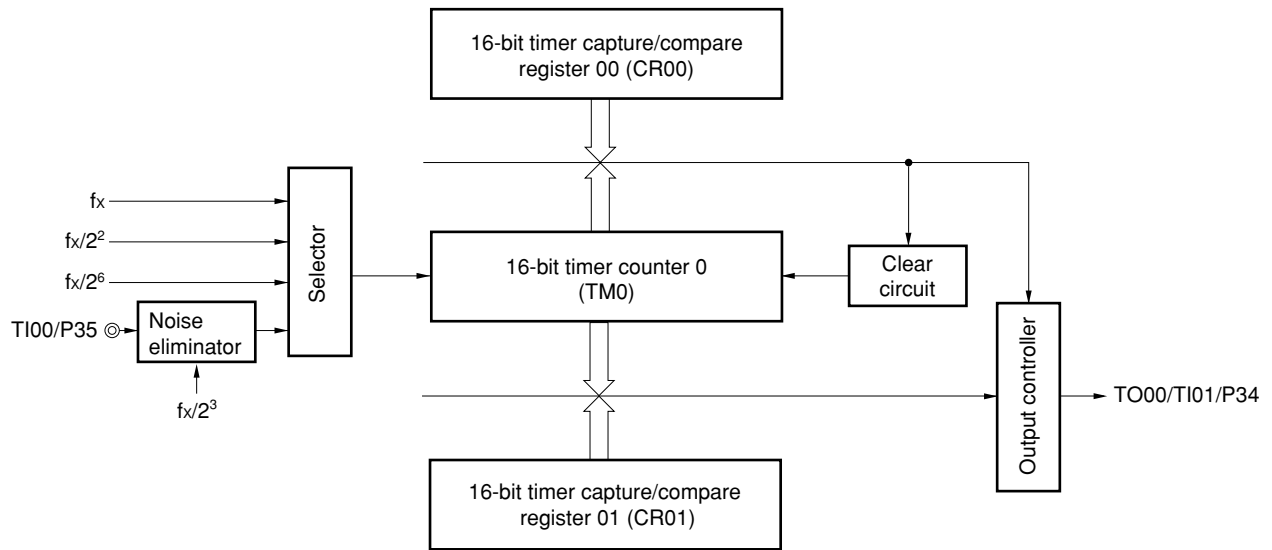 16-bit timer capture/compare
register 00 (CR00)
fx
fx/2²
fx/2⁶
TI00/P35
Noise
eliminator
fx/2³
Selector
16-bit timer counter 0
(TM0)
Clear
circuit
Output controller
TO00/TI01/P34
16-bit timer capture/compare
register 01 (CR01)